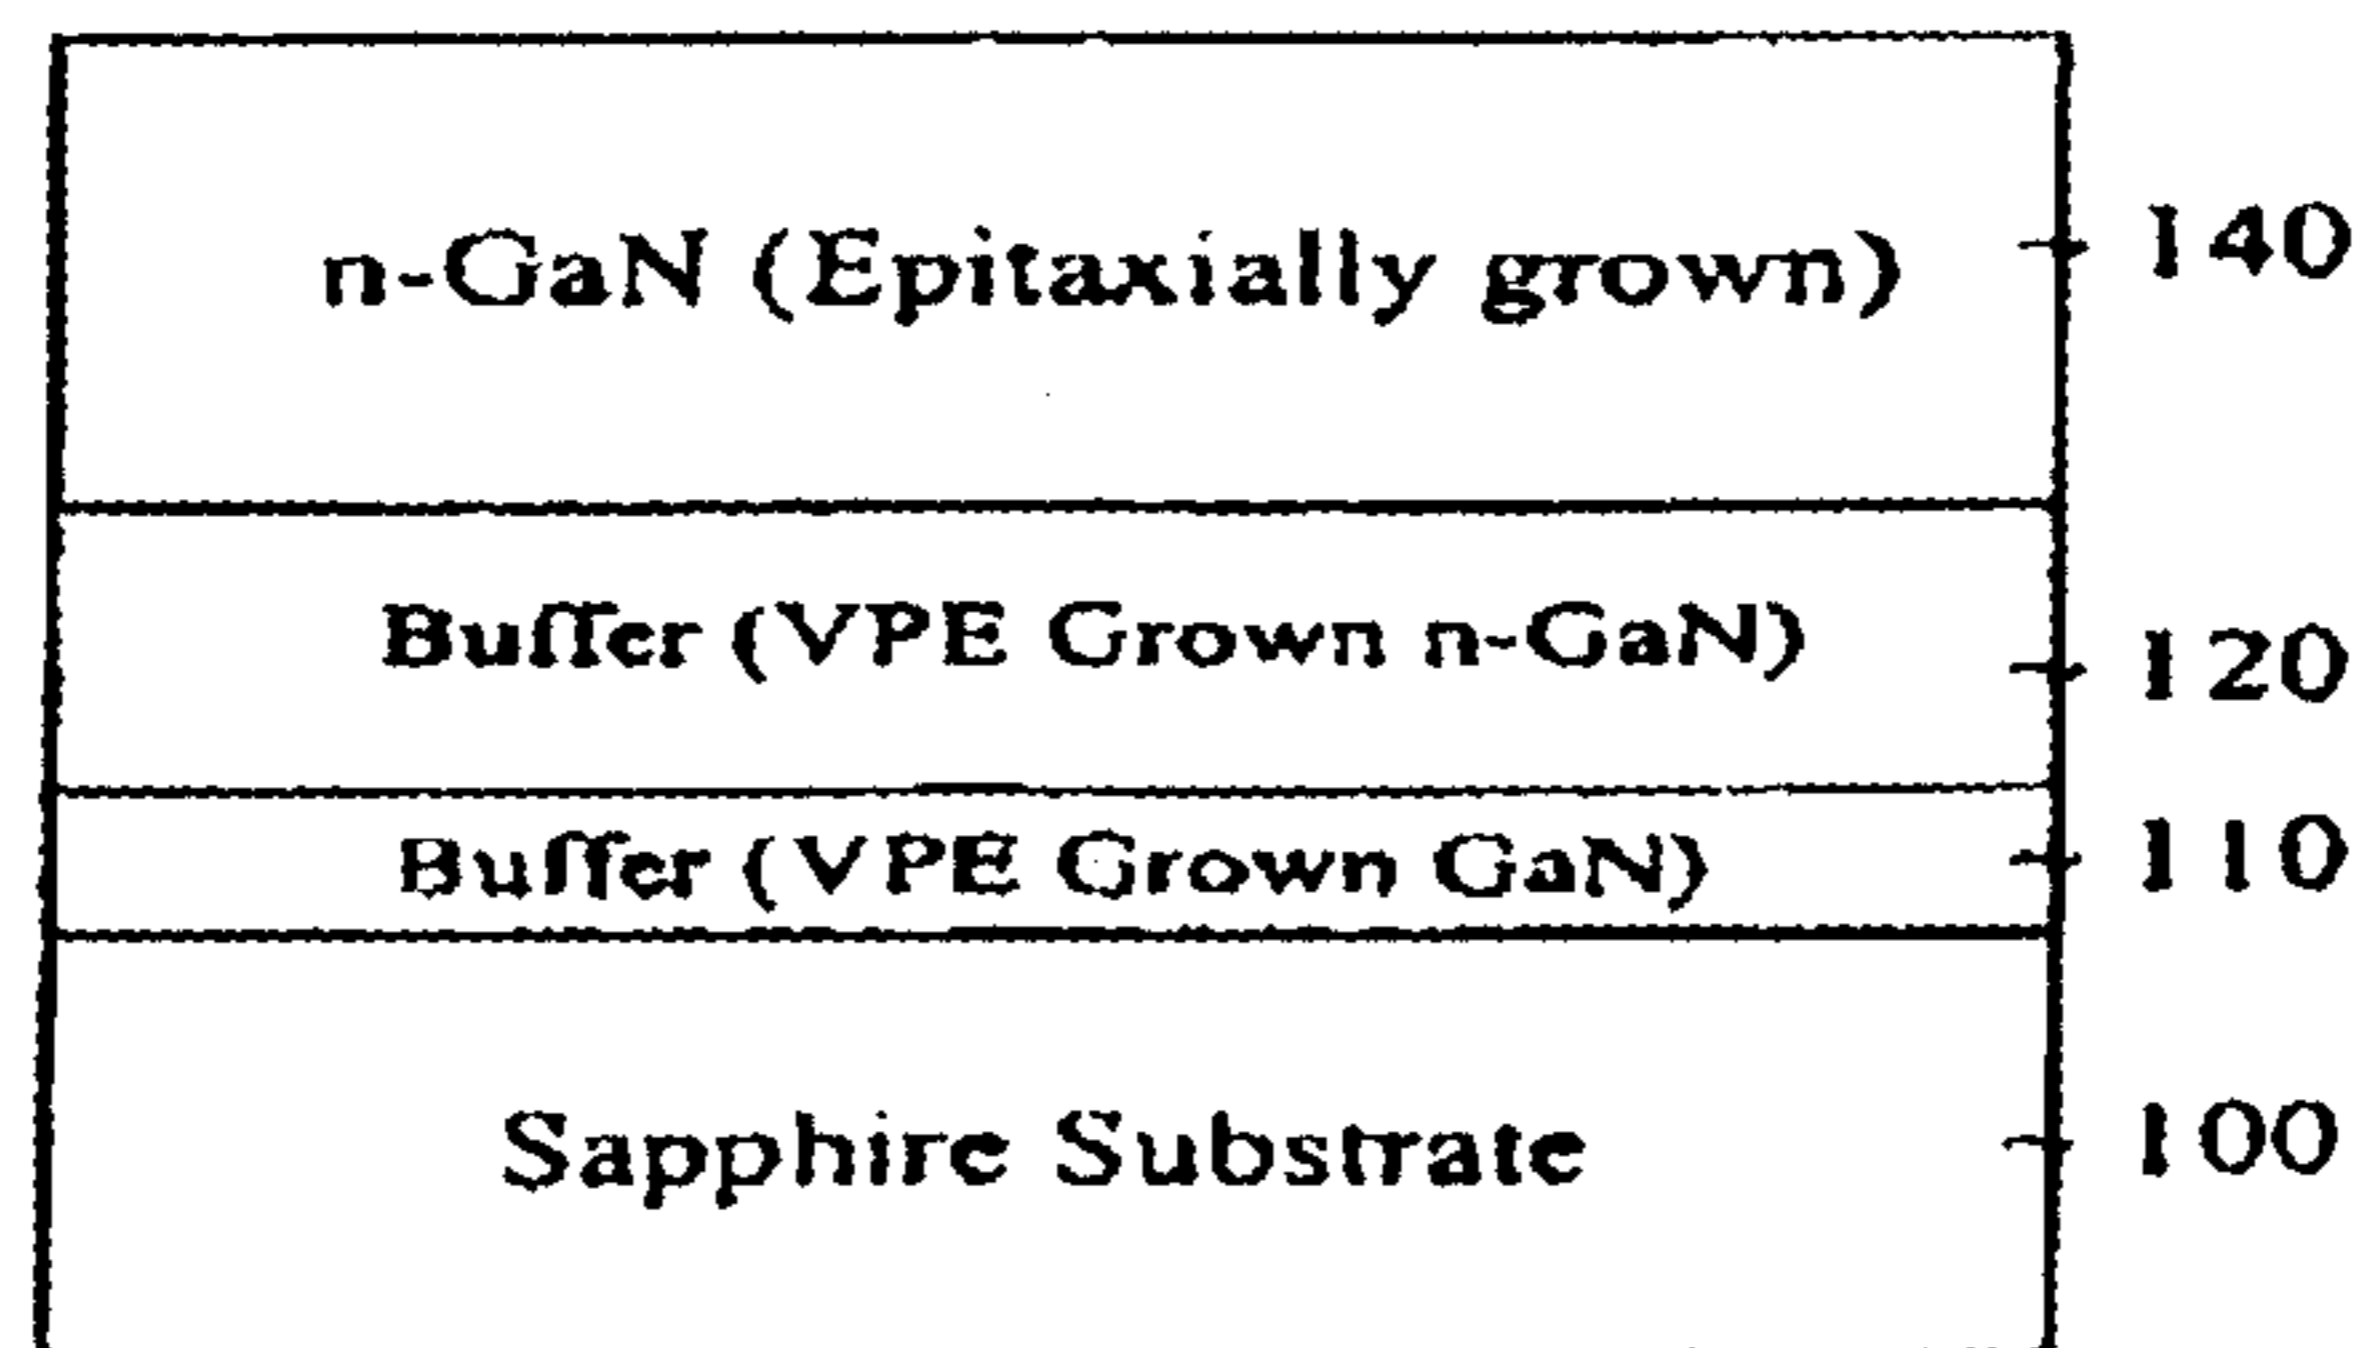 n-GaN (Epitaxially grown) 140
Buffer (VPE Grown n-GaN) 120
Buffer (VPE Grown GaN) 110
Sapphire Substrate 100